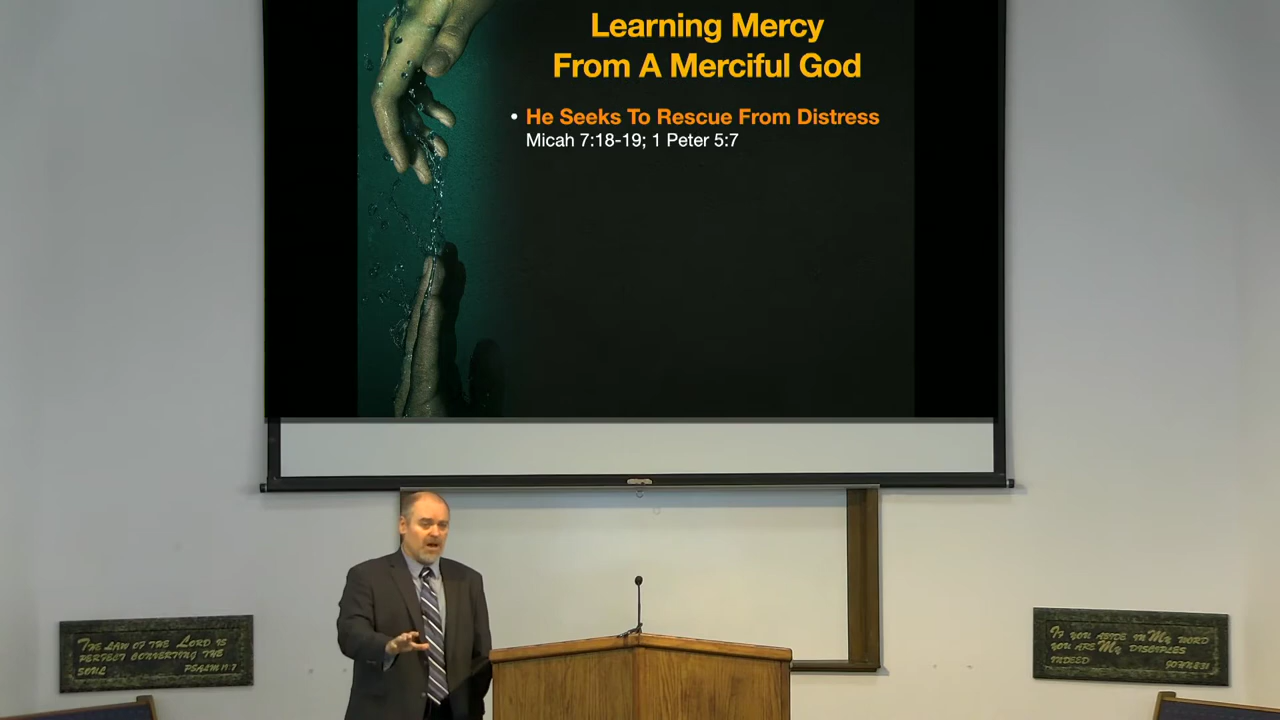 Learning Mercy
From A Merciful God
• He Seeks To Rescue From Distress
Micah 7:18-19; 1 Peter 5:7
THE LAW OF THE LORD IS
PERFECT CONVERTING THE
SOUL PSALM 19:7
IF YOU ABIDE IN MY WORD
YOU ARE MY DISCIPLES
INDEED JOHN 8:31